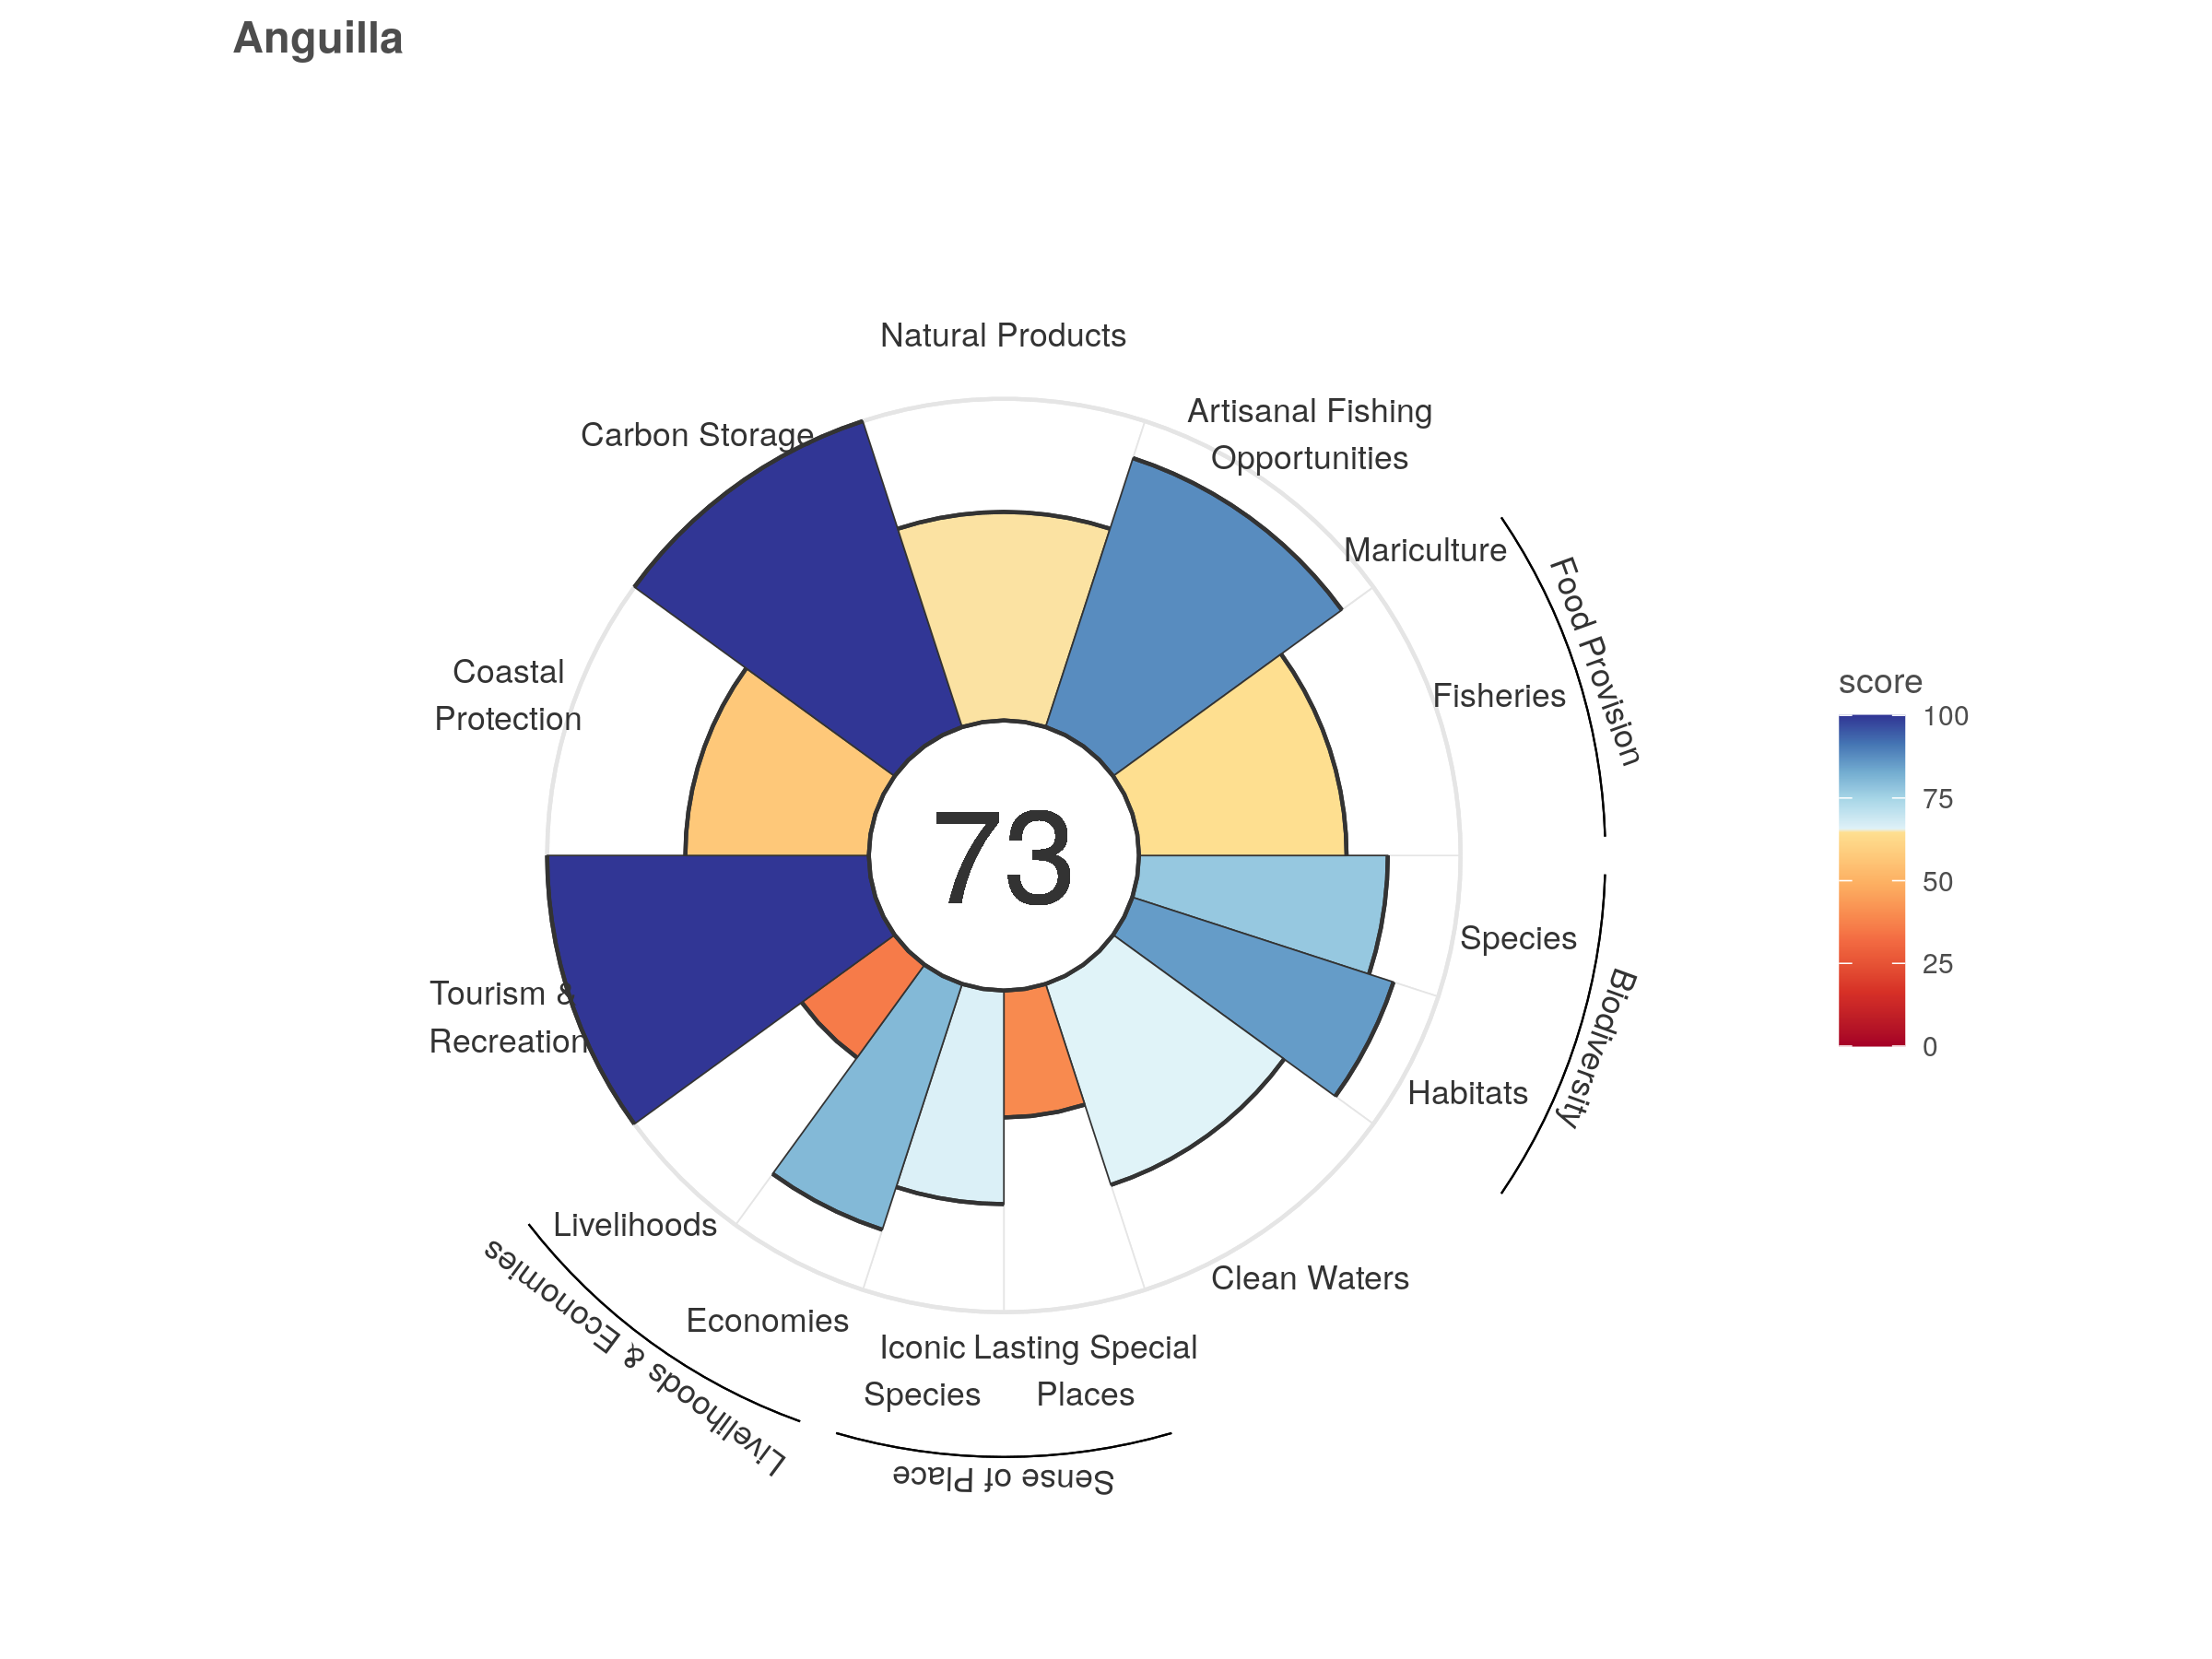 Anguilla
Natural Products
Artisanal Fishing
Opportunities
Carbon Storage
Mariculture
Food Provision
Coastal
Protection
Fisheries
score
100
75
50
25
0
73
Species
Biodiversity
Tourism &
Recreation
Habitats
Livelihoods
Clean Waters
Economies
Livelihoods & Economies
Iconic
Species
Lasting Special
Places
Sense of Place